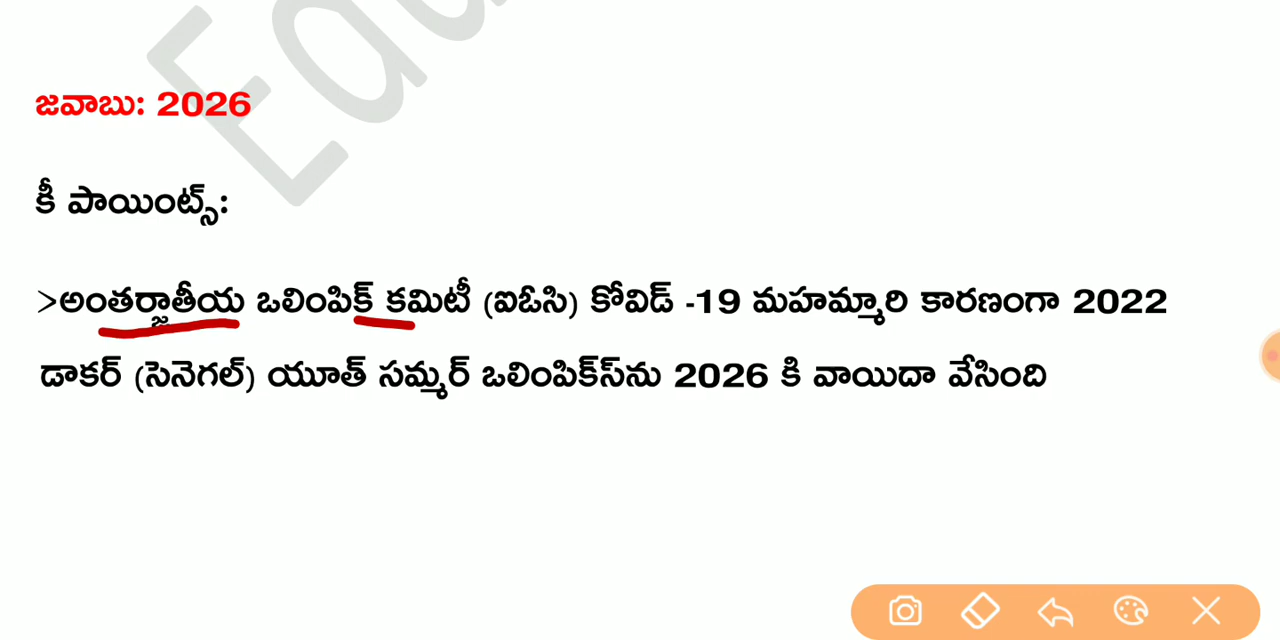 జవాబు: 2026
కీ పాయింట్స్:
>అంతర్జాతీయ ఒలింపిక్ కమిటీ (ఐఓసి) కోవిడ్ -19 మహమ్మారి కారణంగా 2022
డాకర్ (సెనెగల్) యూత్ సమ్మర్ ఒలింపిక్స్‌ను 2026 కి వాయిదా వేసింది